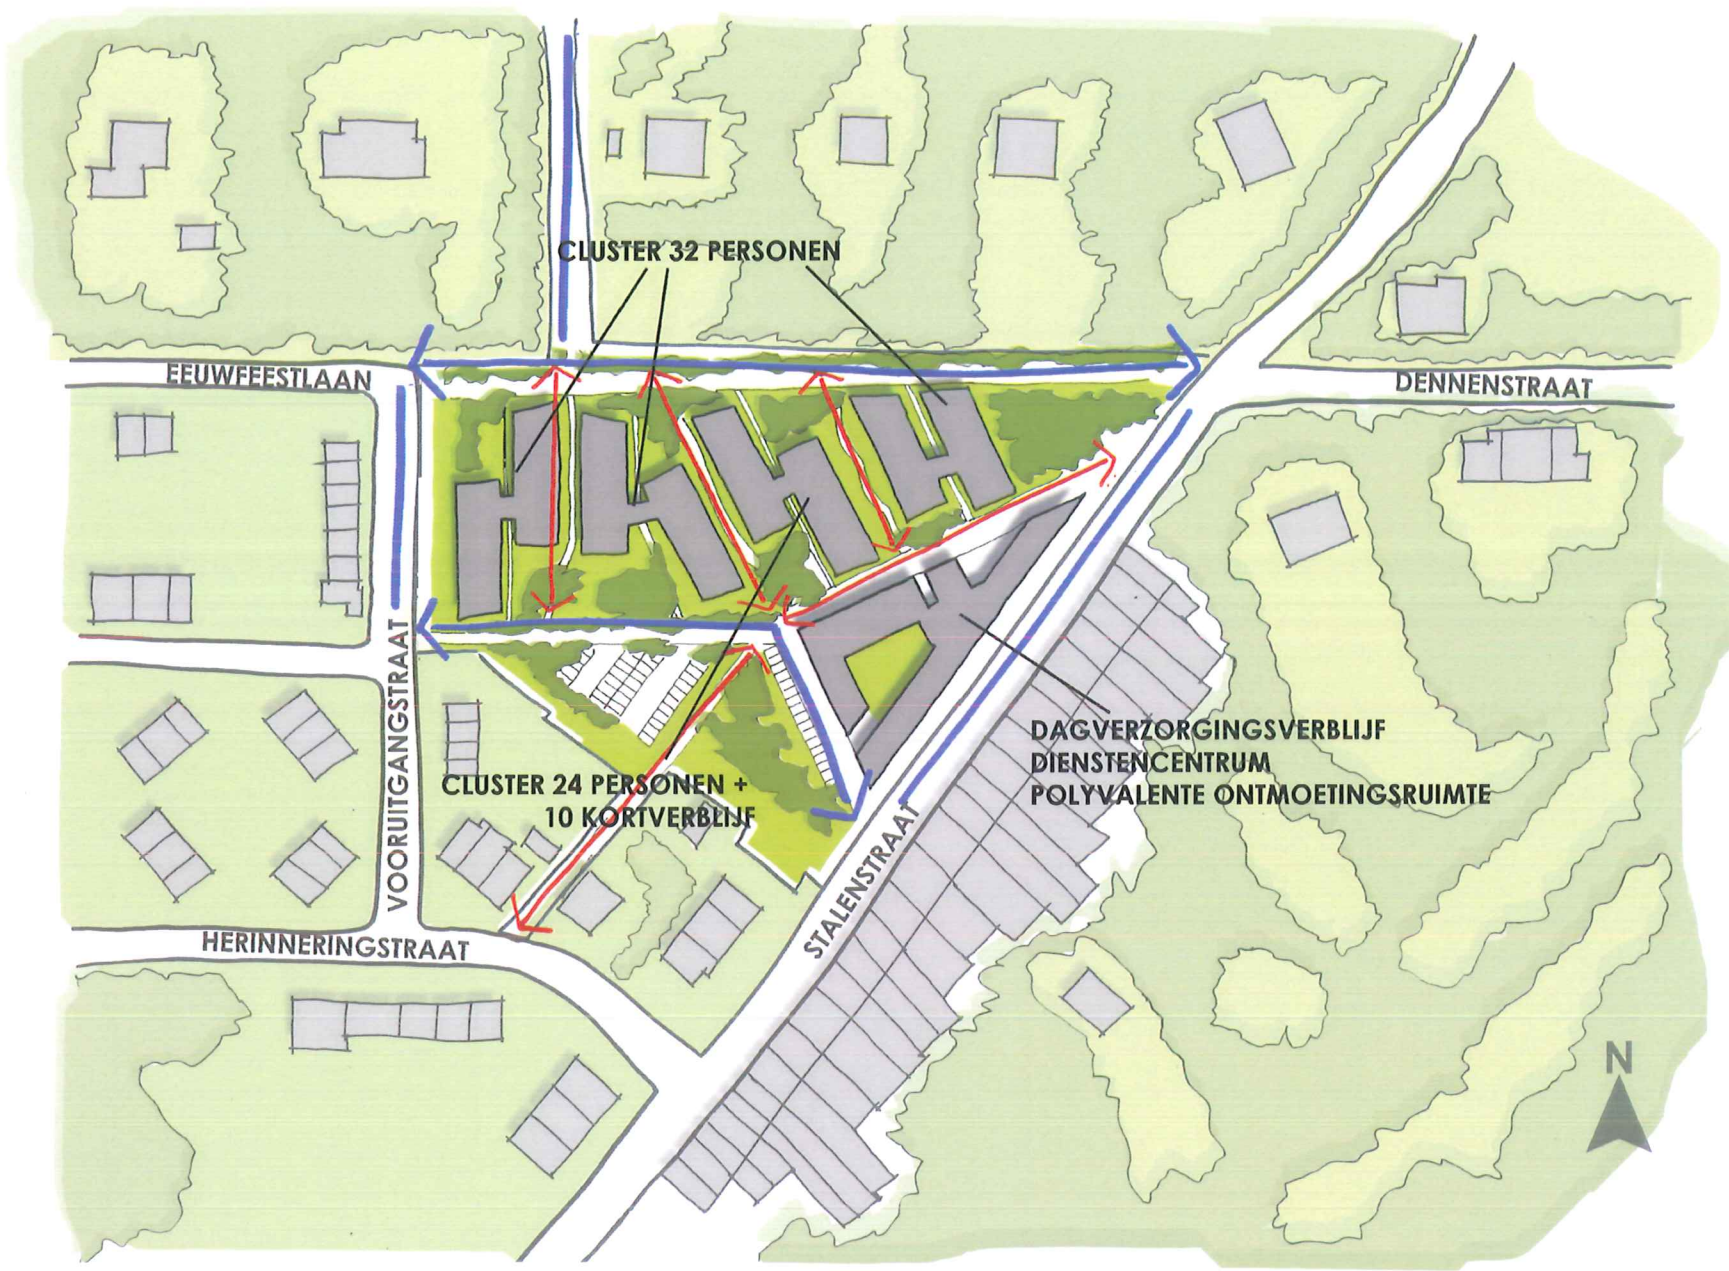 CLUSTER 32 PERSONEN
EEUWFEESTLAAN
DENNENSTRAAT
VOORUITGANGSTRAAT
DAGVERZORGINGSVERBLIJF
DIENSTENCENTRUM
POLYVALENTE ONTMOETINGSRUIMTE
CLUSTER 24 PERSONEN +
10 KORTVERBLIJF
STALENSTRAAT
HERINNERINGSTRAAT
N